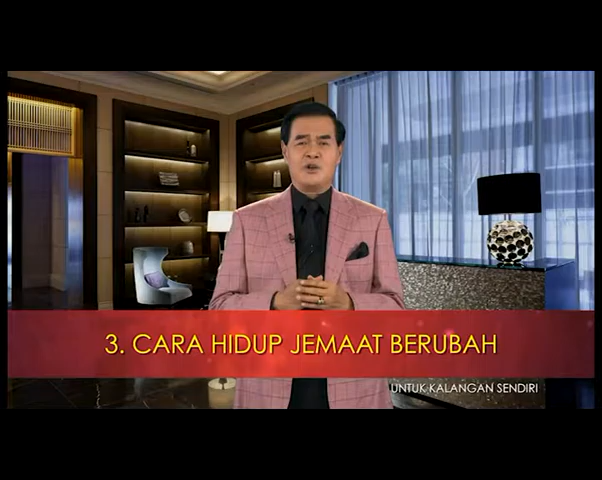 3. CARA HIDUP JEMAAT BERUBAH
UNTUK KALANGAN SENDIRI